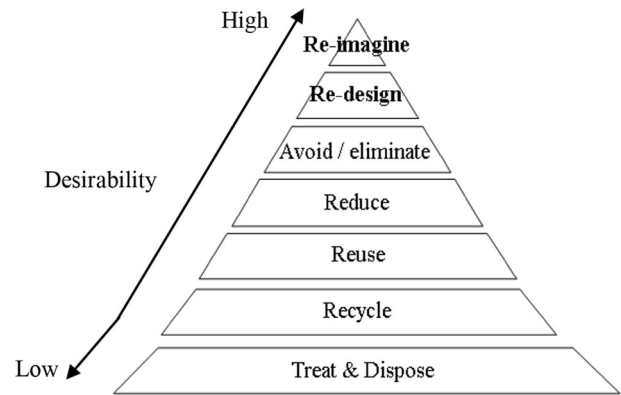 High
Re-imagine
Re-design
Avoid / eliminate
Desirability
Reduce
Reuse
Recycle
Low
Treat & Dispose